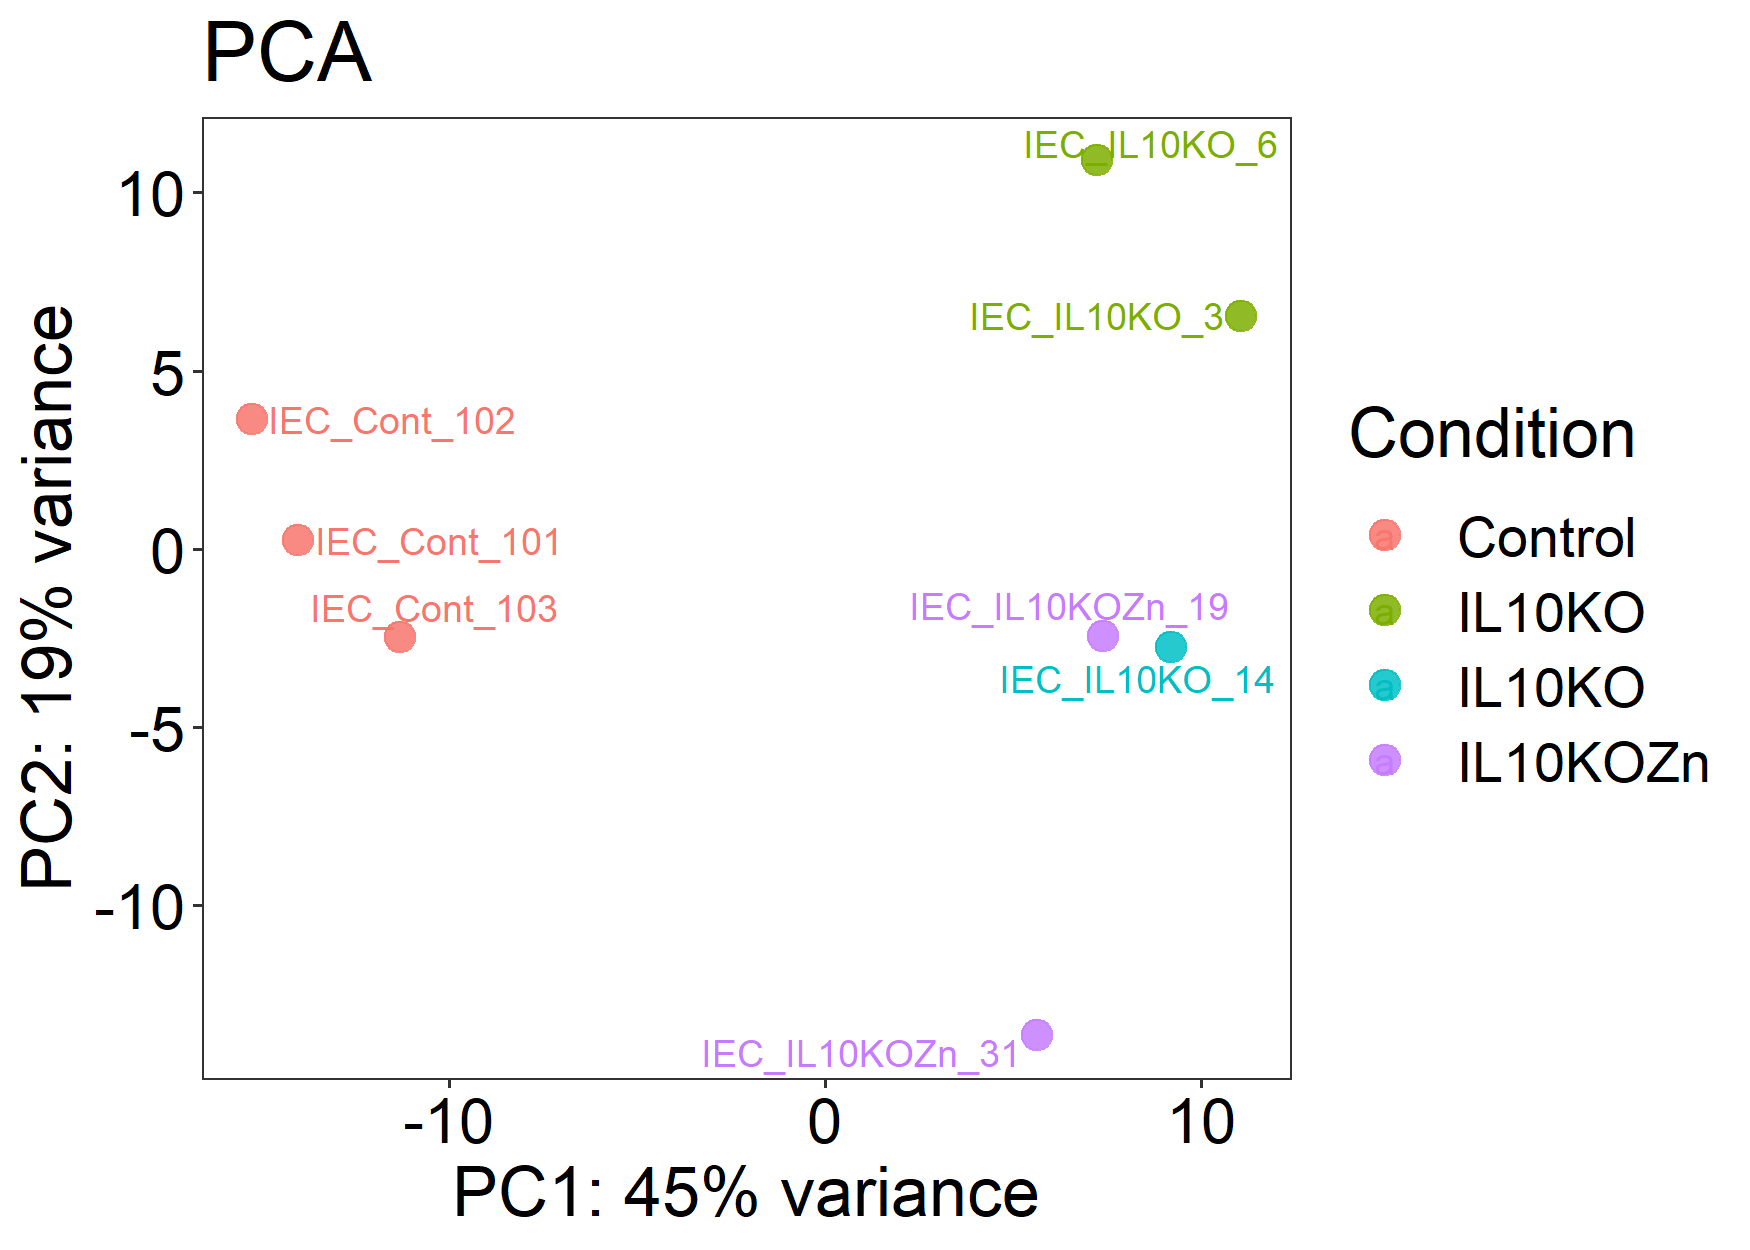 PCA
IEC_IL10KO_6
10
IEC_IL10KO_3
5
IEC_Cont_102
0
IEC_Cont_101
IEC_Cont_103
IEC_IL10KOZn_19
IEC_IL10KO_14
-5
-10
IEC_IL10KOZn_31
-10
0
10
PC1: 45% variance
PC2: 19% variance
Condition
a Control
a IL10KO
a IL10KO
a IL10KOZn